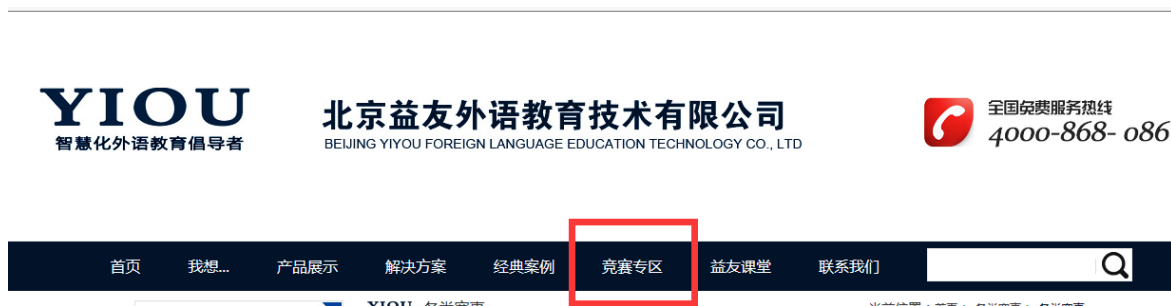 YIOU
智慧化外语教育倡导者
北京益友外语教育技术有限公司
BEIJING YIYOU FOREIGN LANGUAGE EDUCATION TECHNOLOGY CO., LTD
全国免费服务热线
4000-868- 086
首页 我想... 产品展示 解决方案 经典案例 竞赛专区 益友课堂 联系我们